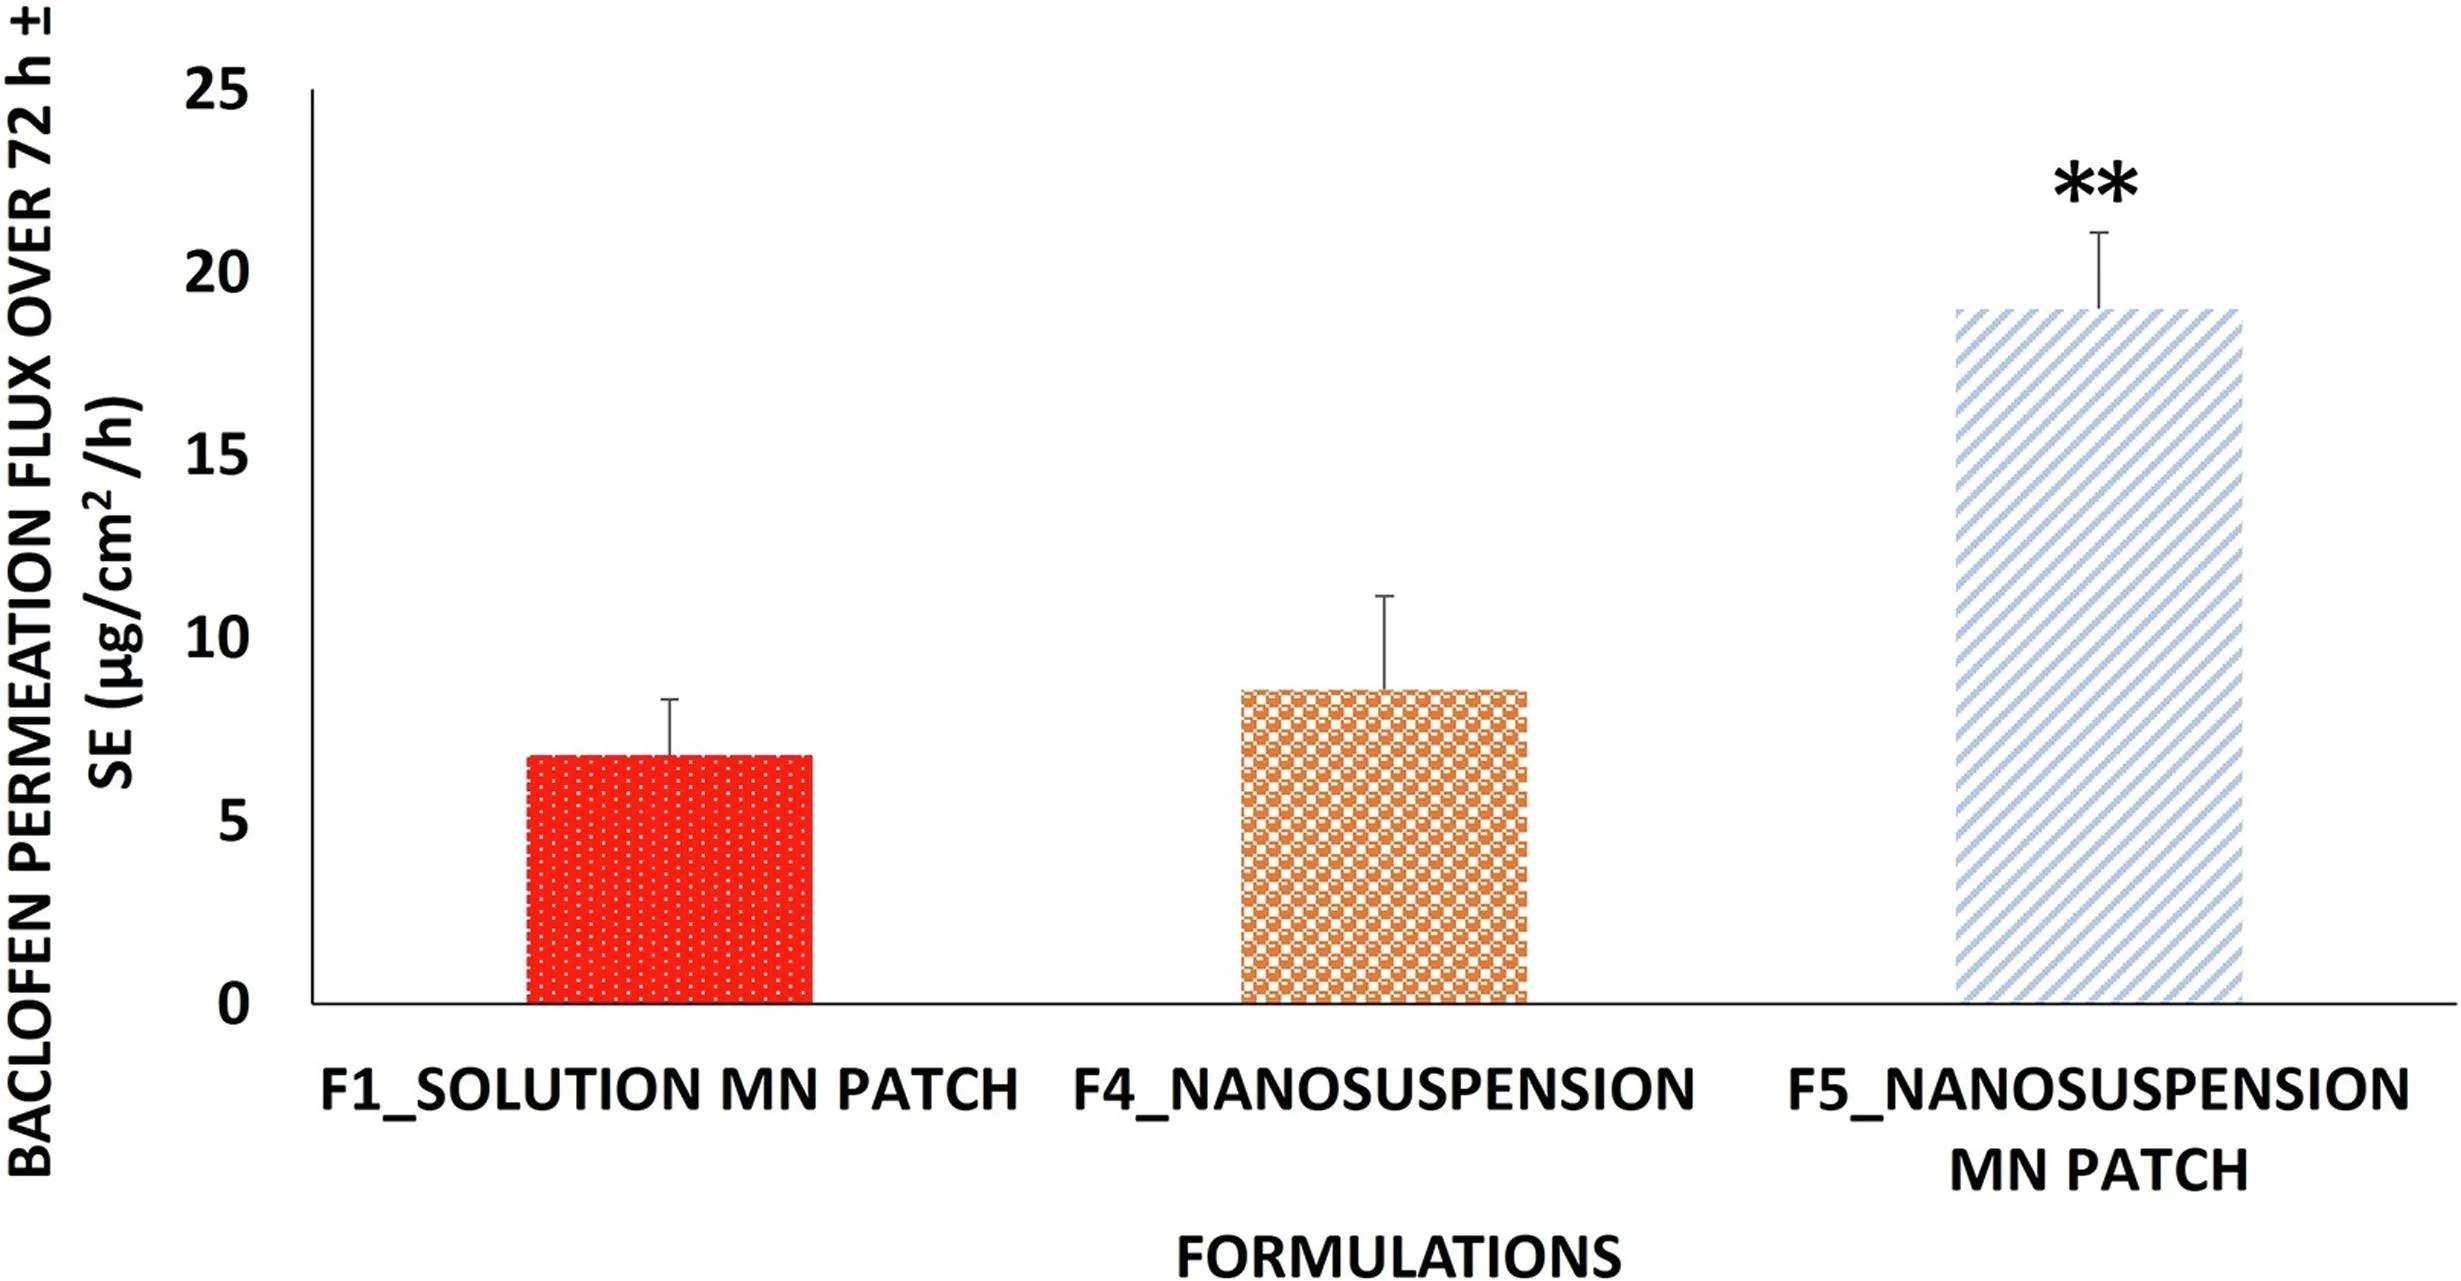 BACLOFEN PERMEATION FLUX OVER 72 h ±
SE (µg/cm² /h)
25
20
15
10
5
0
**
F1_SOLUTION MN PATCH
F4_NANOSUSPENSION
F5_NANOSUSPENSION
MN PATCH
FORMULATIONS